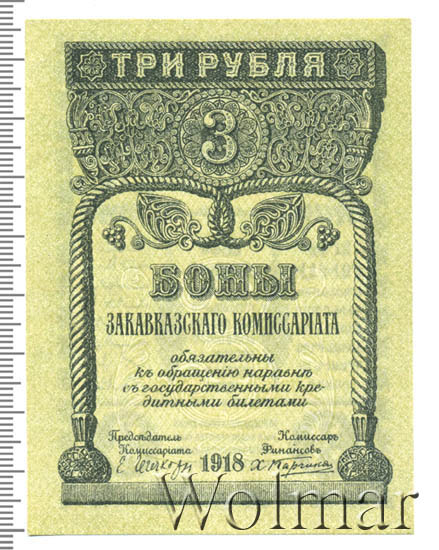 ТРИ РУБЛЯ
3
БОНЫ
ЗАКАВКАЗСКАГО КОМИССАРІАТА
обязательны
къ обращенію наравнѣ
съ государственными кре-
дитными билетами
Предсѣдатель Комиссаръ
Комиссаріата Финансовъ
1918
Wolmar